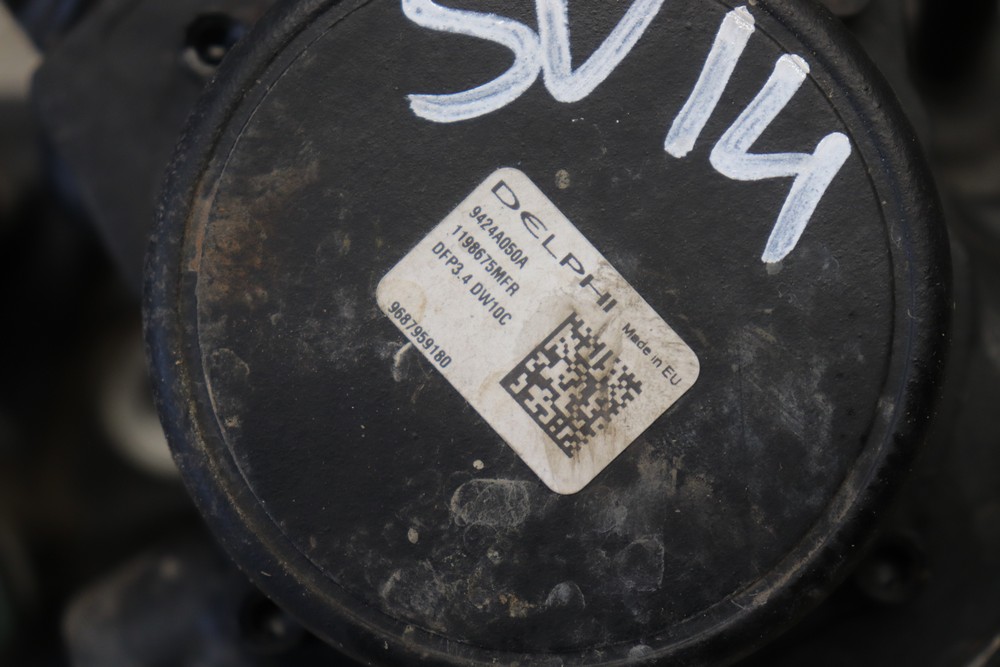 SV14
DELPHI
9424A050A
1198675MFR
DFP3.4 DW10C
9687959180
Made in EU